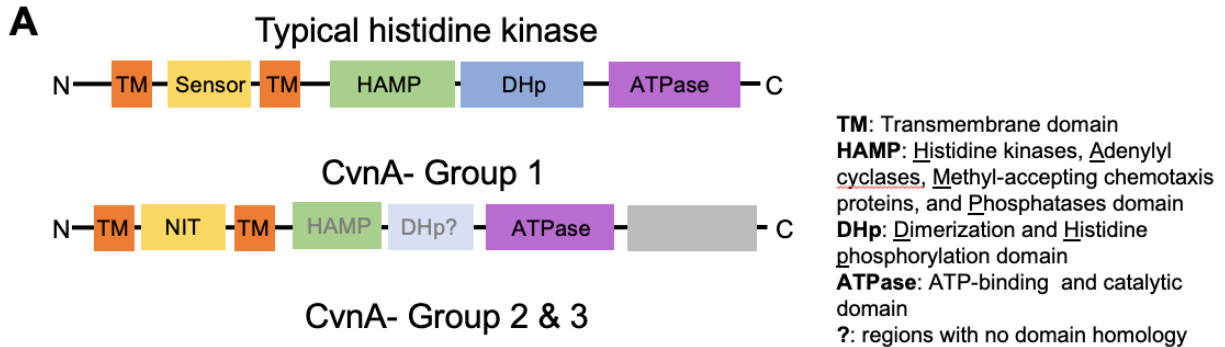 A
Typical histidine kinase
N TM Sensor TM HAMP DHp ATPase C
CvnA- Group 1
N TM NIT TM HAMP DHp? ATPase C
CvnA- Group 2 & 3
TM: Transmembrane domain
HAMP: Histidine kinases, Adenylyl
cyclases, Methyl-accepting chemotaxis
proteins, and Phosphatases domain
DHp: Dimerization and Histidine
phosphorylation domain
ATPase: ATP-binding and catalytic
domain
?: regions with no domain homology